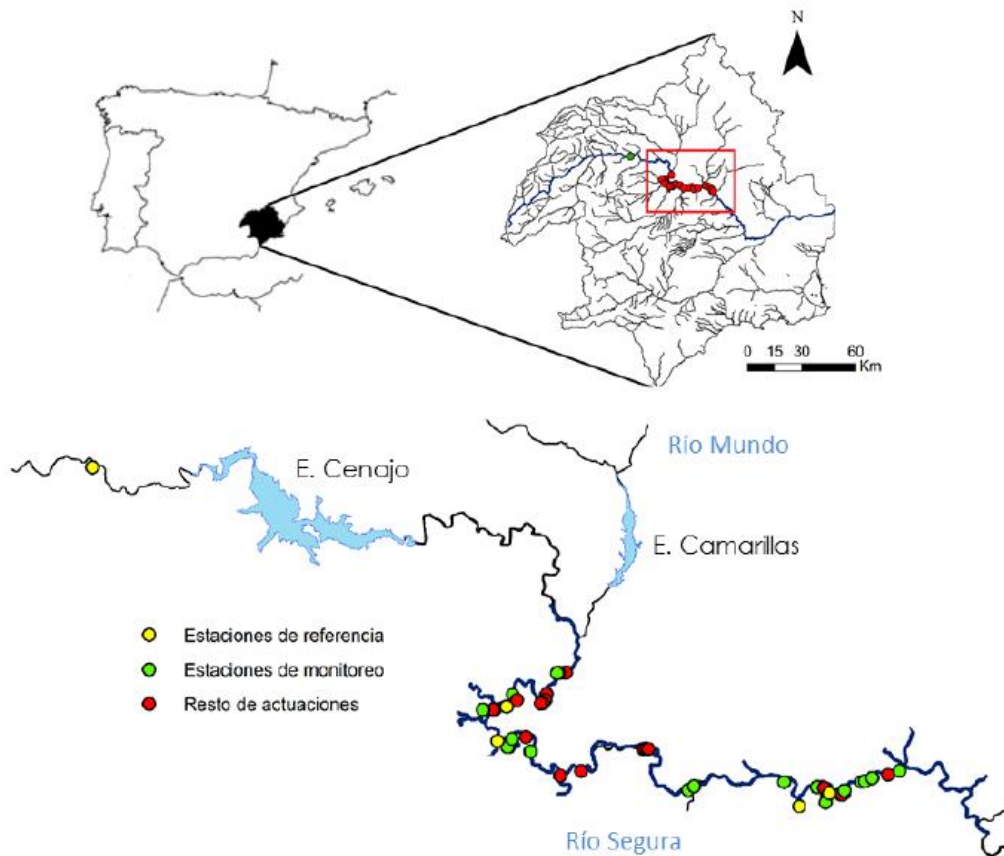 N
0 15 30 60
Km
Río Mundo
E. Cenajo
E. Camarillas
Estaciones de referencia
Estaciones de monitoreo
Resto de actuaciones
Río Segura